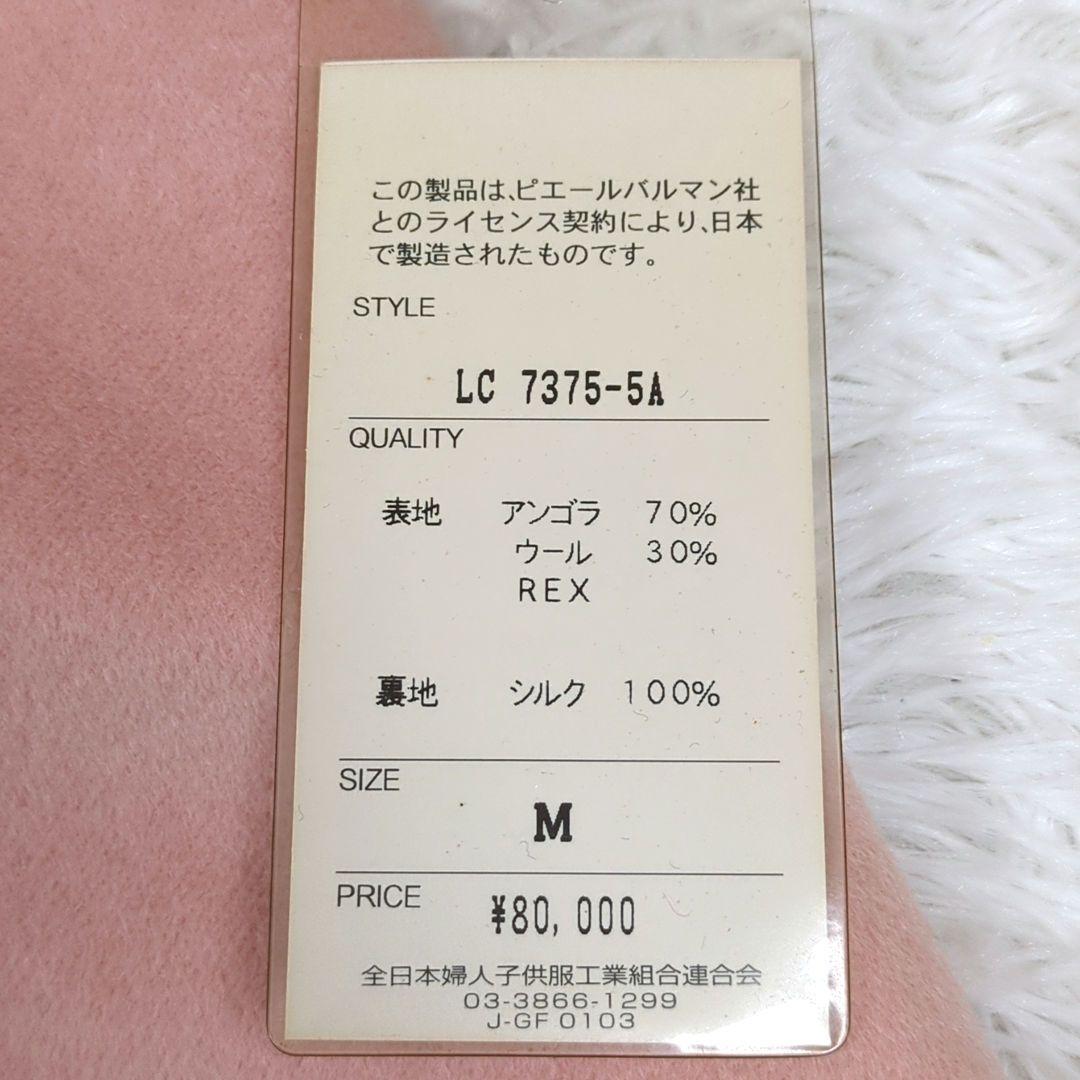 この製品は、ピエールバルマン社
とのライセンス契約により、日本
で製造されたものです。
STYLE
LC 7375-5A
QUALITY
表地 アンゴラ 70%
ウール 30%
REX
裏地 シルク 100%
SIZE
M
PRICE
¥80,000
全日本婦人子供服工業組合連合会
03-3866-1299
J-GF 0103